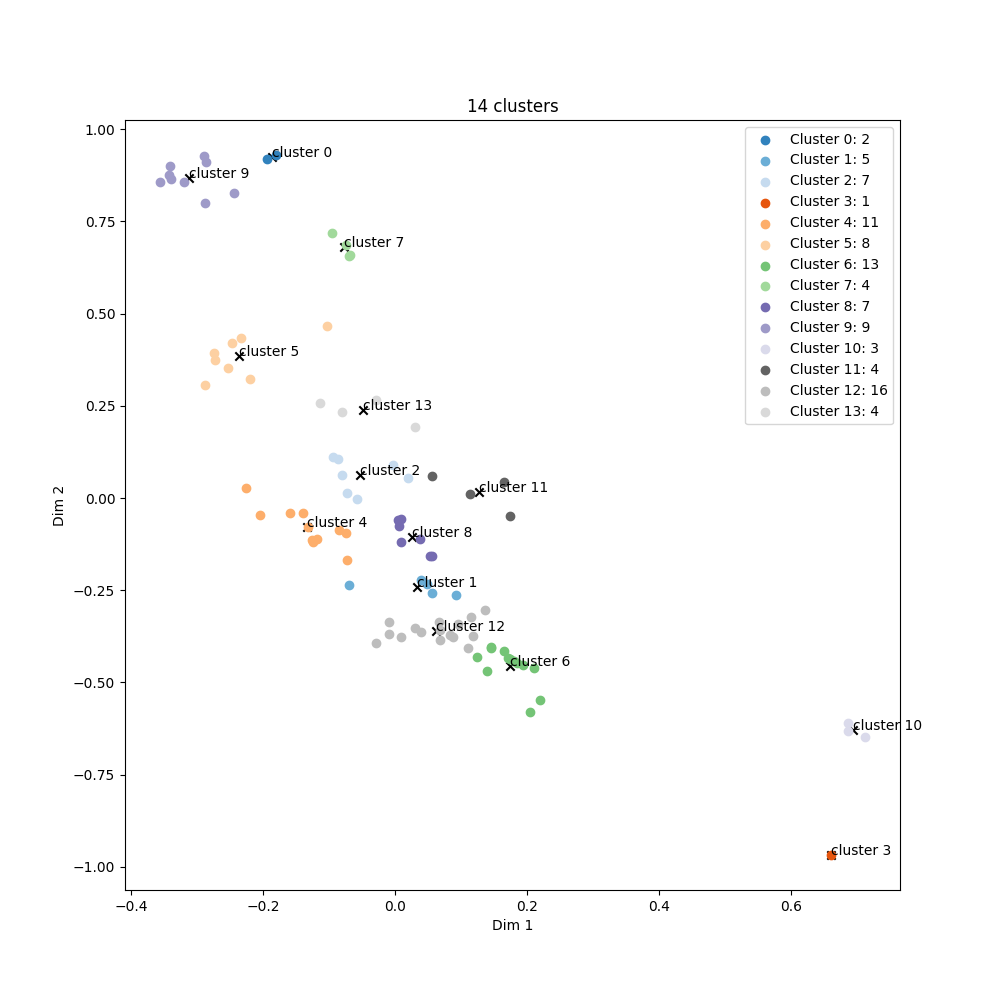 14 clusters
1.00
0.75
0.50
0.25
0.00
−0.25
−0.50
−0.75
−1.00
Dim 2
cluster 0
cluster 9
cluster 7
cluster 5
cluster 13
cluster 2
cluster 11
cluster 4
cluster 8
cluster 1
cluster 12
cluster 6
cluster 10
cluster 3
Cluster 0: 2
Cluster 1: 5
Cluster 2: 7
Cluster 3: 1
Cluster 4: 11
Cluster 5: 8
Cluster 6: 13
Cluster 7: 4
Cluster 8: 7
Cluster 9: 9
Cluster 10: 3
Cluster 11: 4
Cluster 12: 16
Cluster 13: 4
−0.4 −0.2 0.0 0.2 0.4 0.6
Dim 1